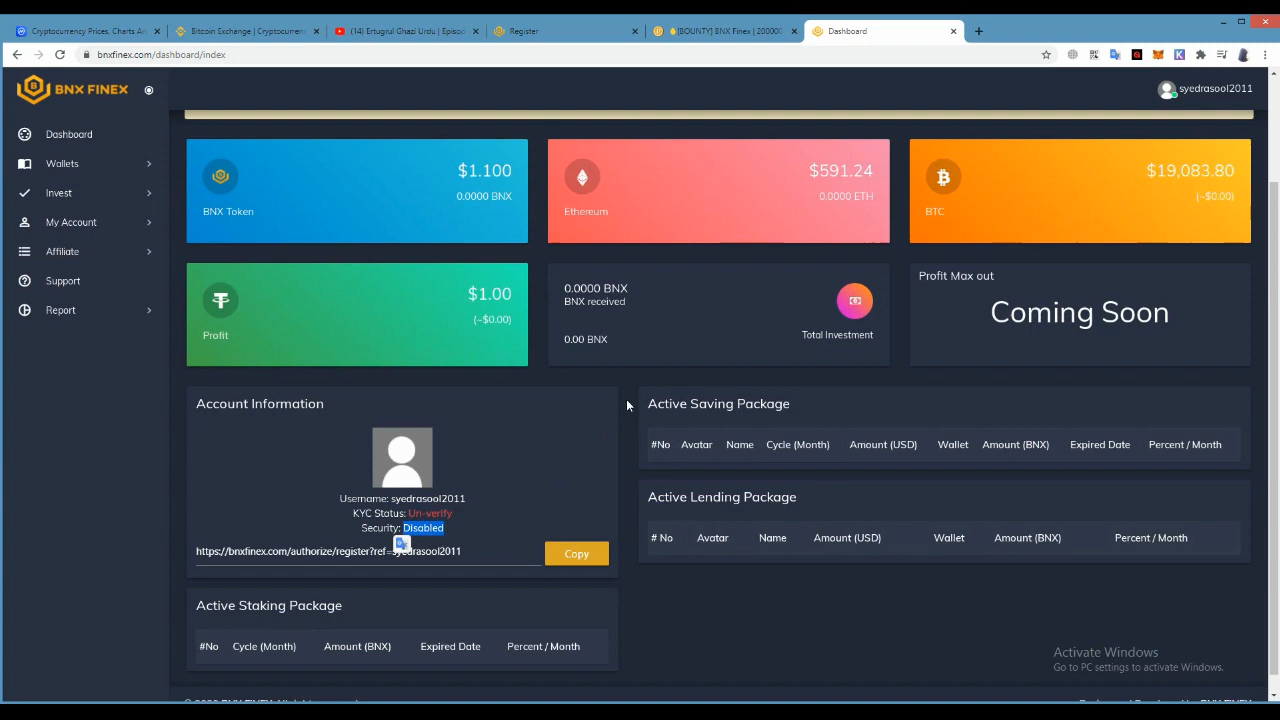 Cryptocurrency Prices, Charts An
Bitcoin Exchange | Cryptocurren
(14) Ertugrul Ghazi Urdu | Episod
Register
[BOUNTY] BNX Finex | 200000
Dashboard
bnxfinex.com/dashboard/index
BNX FINEX
syedrasool2011
Dashboard
Wallets
Invest
My Account
Affiliate
Support
Report
$1.100
0.0000 BNX
BNX Token
$591.24
0.0000 ETH
Ethereum
$19,083.80
(~$0.00)
BTC
$1.00
(~$0.00)
Profit
0.0000 BNX
BNX received
0.00 BNX
Total Investment
Profit Max out
Coming Soon
Account Information
Username: syedrasool2011
KYC Status: Un-verify
Security: Disabled
https://bnxfinex.com/authorize/register?ref=syedrasool2011
Copy
Active Saving Package
#No Avatar Name Cycle (Month) Amount (USD) Wallet Amount (BNX) Expired Date Percent / Month
Active Lending Package
# No Avatar Name Amount (USD) Wallet Amount (BNX) Percent / Month
Active Staking Package
#No Cycle (Month) Amount (BNX) Expired Date Percent / Month
Activate Windows
Go to PC settings to activate Windows.